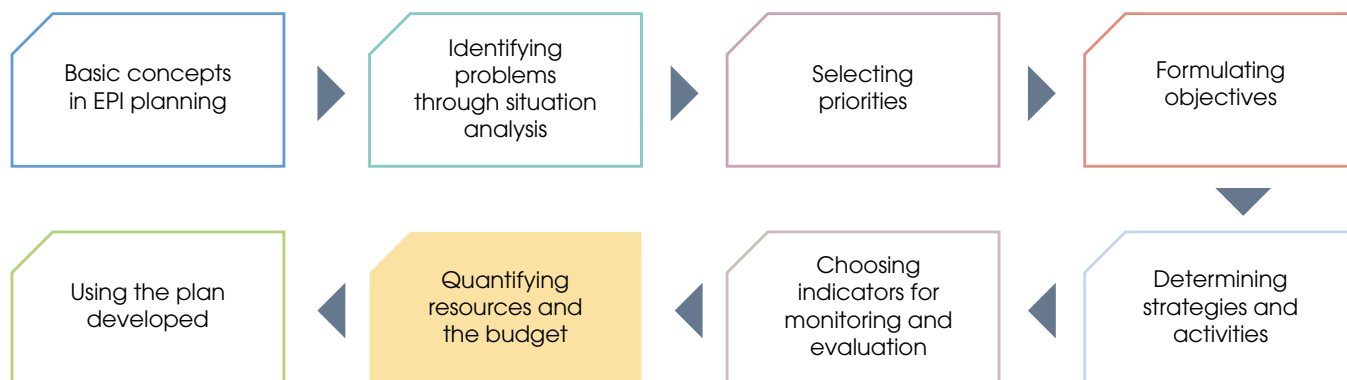 Basic concepts
in EPI planning
Identifying
problems
through situation
analysis
Selecting
priorities
Formulating
objectives
Determining
strategies and
activities
Choosing
indicators for
monitoring and
evaluation
Quantifying
resources and
the budget
Using the plan
developed